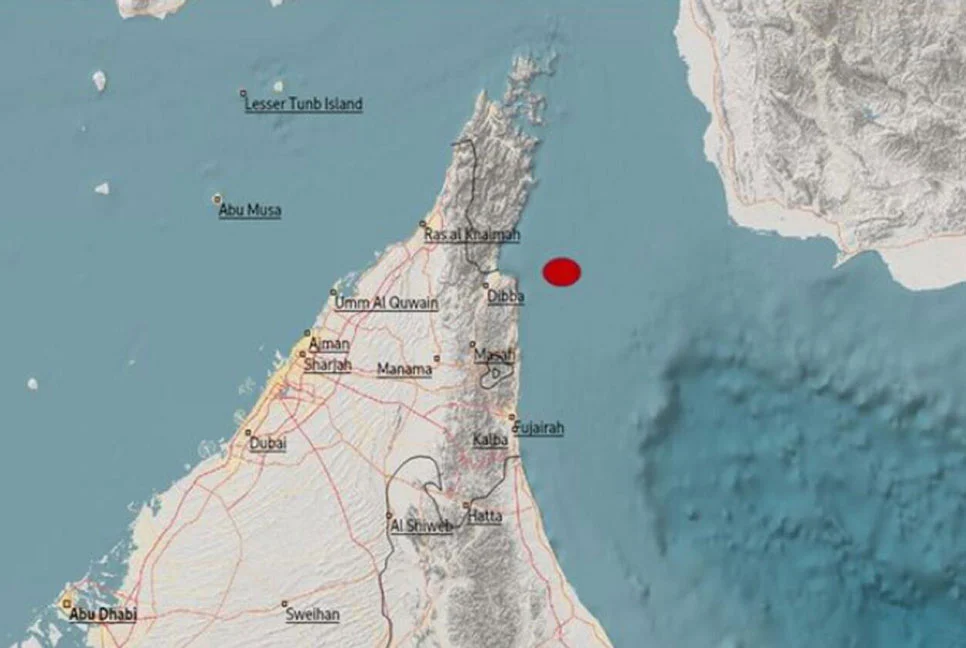 Lesser Tunb Island
Abu Musa
Ras al Khaimah
Dibba
Umm Al Quwain
Ajman
Masafi
Sharjah
Manama
Fujairah
Kalba
Dubai
Hatta
Al Shiweb
Abu Dhabi
Sweihan